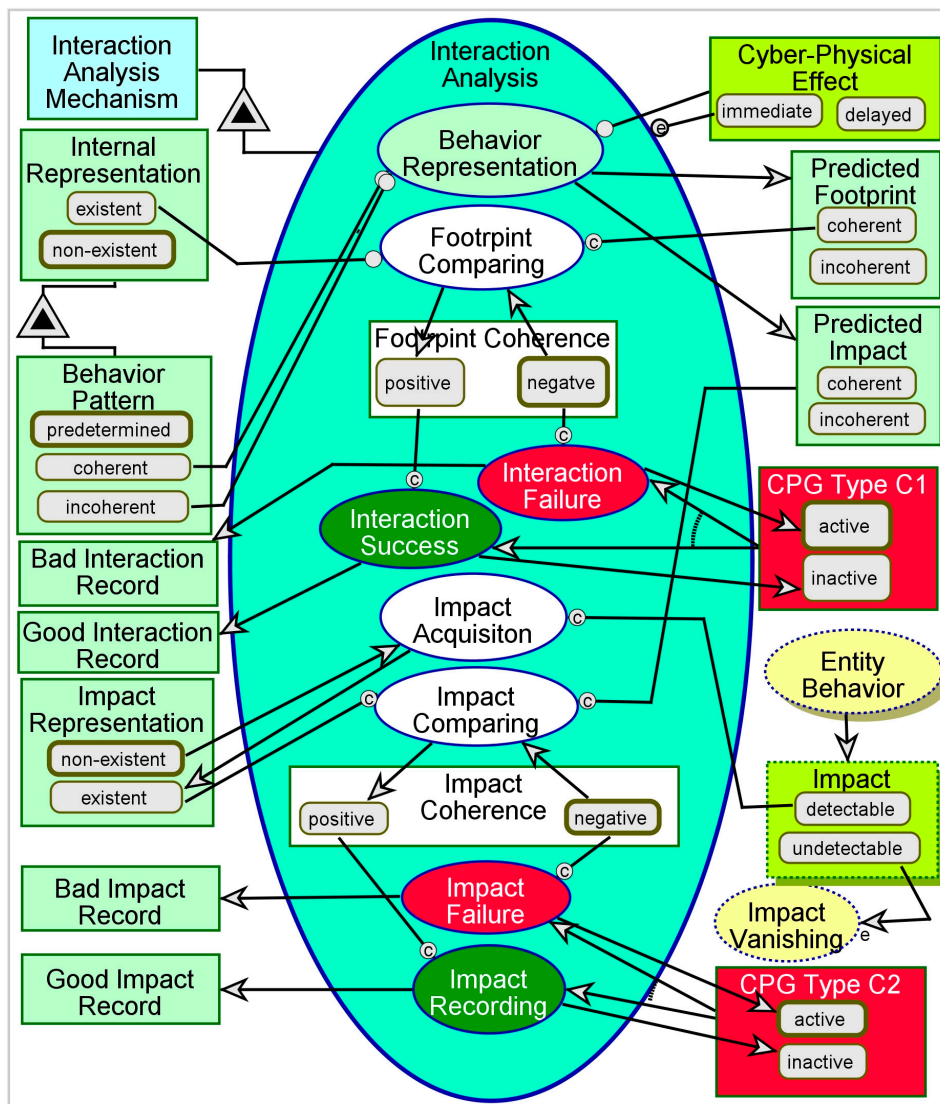 Interaction
Analysis
Mechanism
Interaction
Analysis
Cyber-Physical
Effect
immediate
delayed
e
Behavior
Representation
Internal
Representation
existent
non-existent
Predicted
Footprint
coherent
incoherent
Footrpint
Comparing
c
Footrpint Coherence
positive
negatve
Predicted
Impact
coherent
incoherent
Behavior
Pattern
predetermined
coherent
incoherent
c
c
Interaction
Failure
CPG Type C1
active
inactive
Interaction
Success
Bad Interaction
Record
Good Interaction
Record
Impact
Acquisiton
c
Entity
Behavior
Impact
Representation
non-existent
existent
c
Impact
Comparing
c
Impact
Coherence
positive
negative
Impact
detectable
undetectable
Bad Impact
Record
c
Impact
Failure
Impact
Vanishing
e
c
Good Impact
Record
Impact
Recording
CPG Type C2
active
inactive